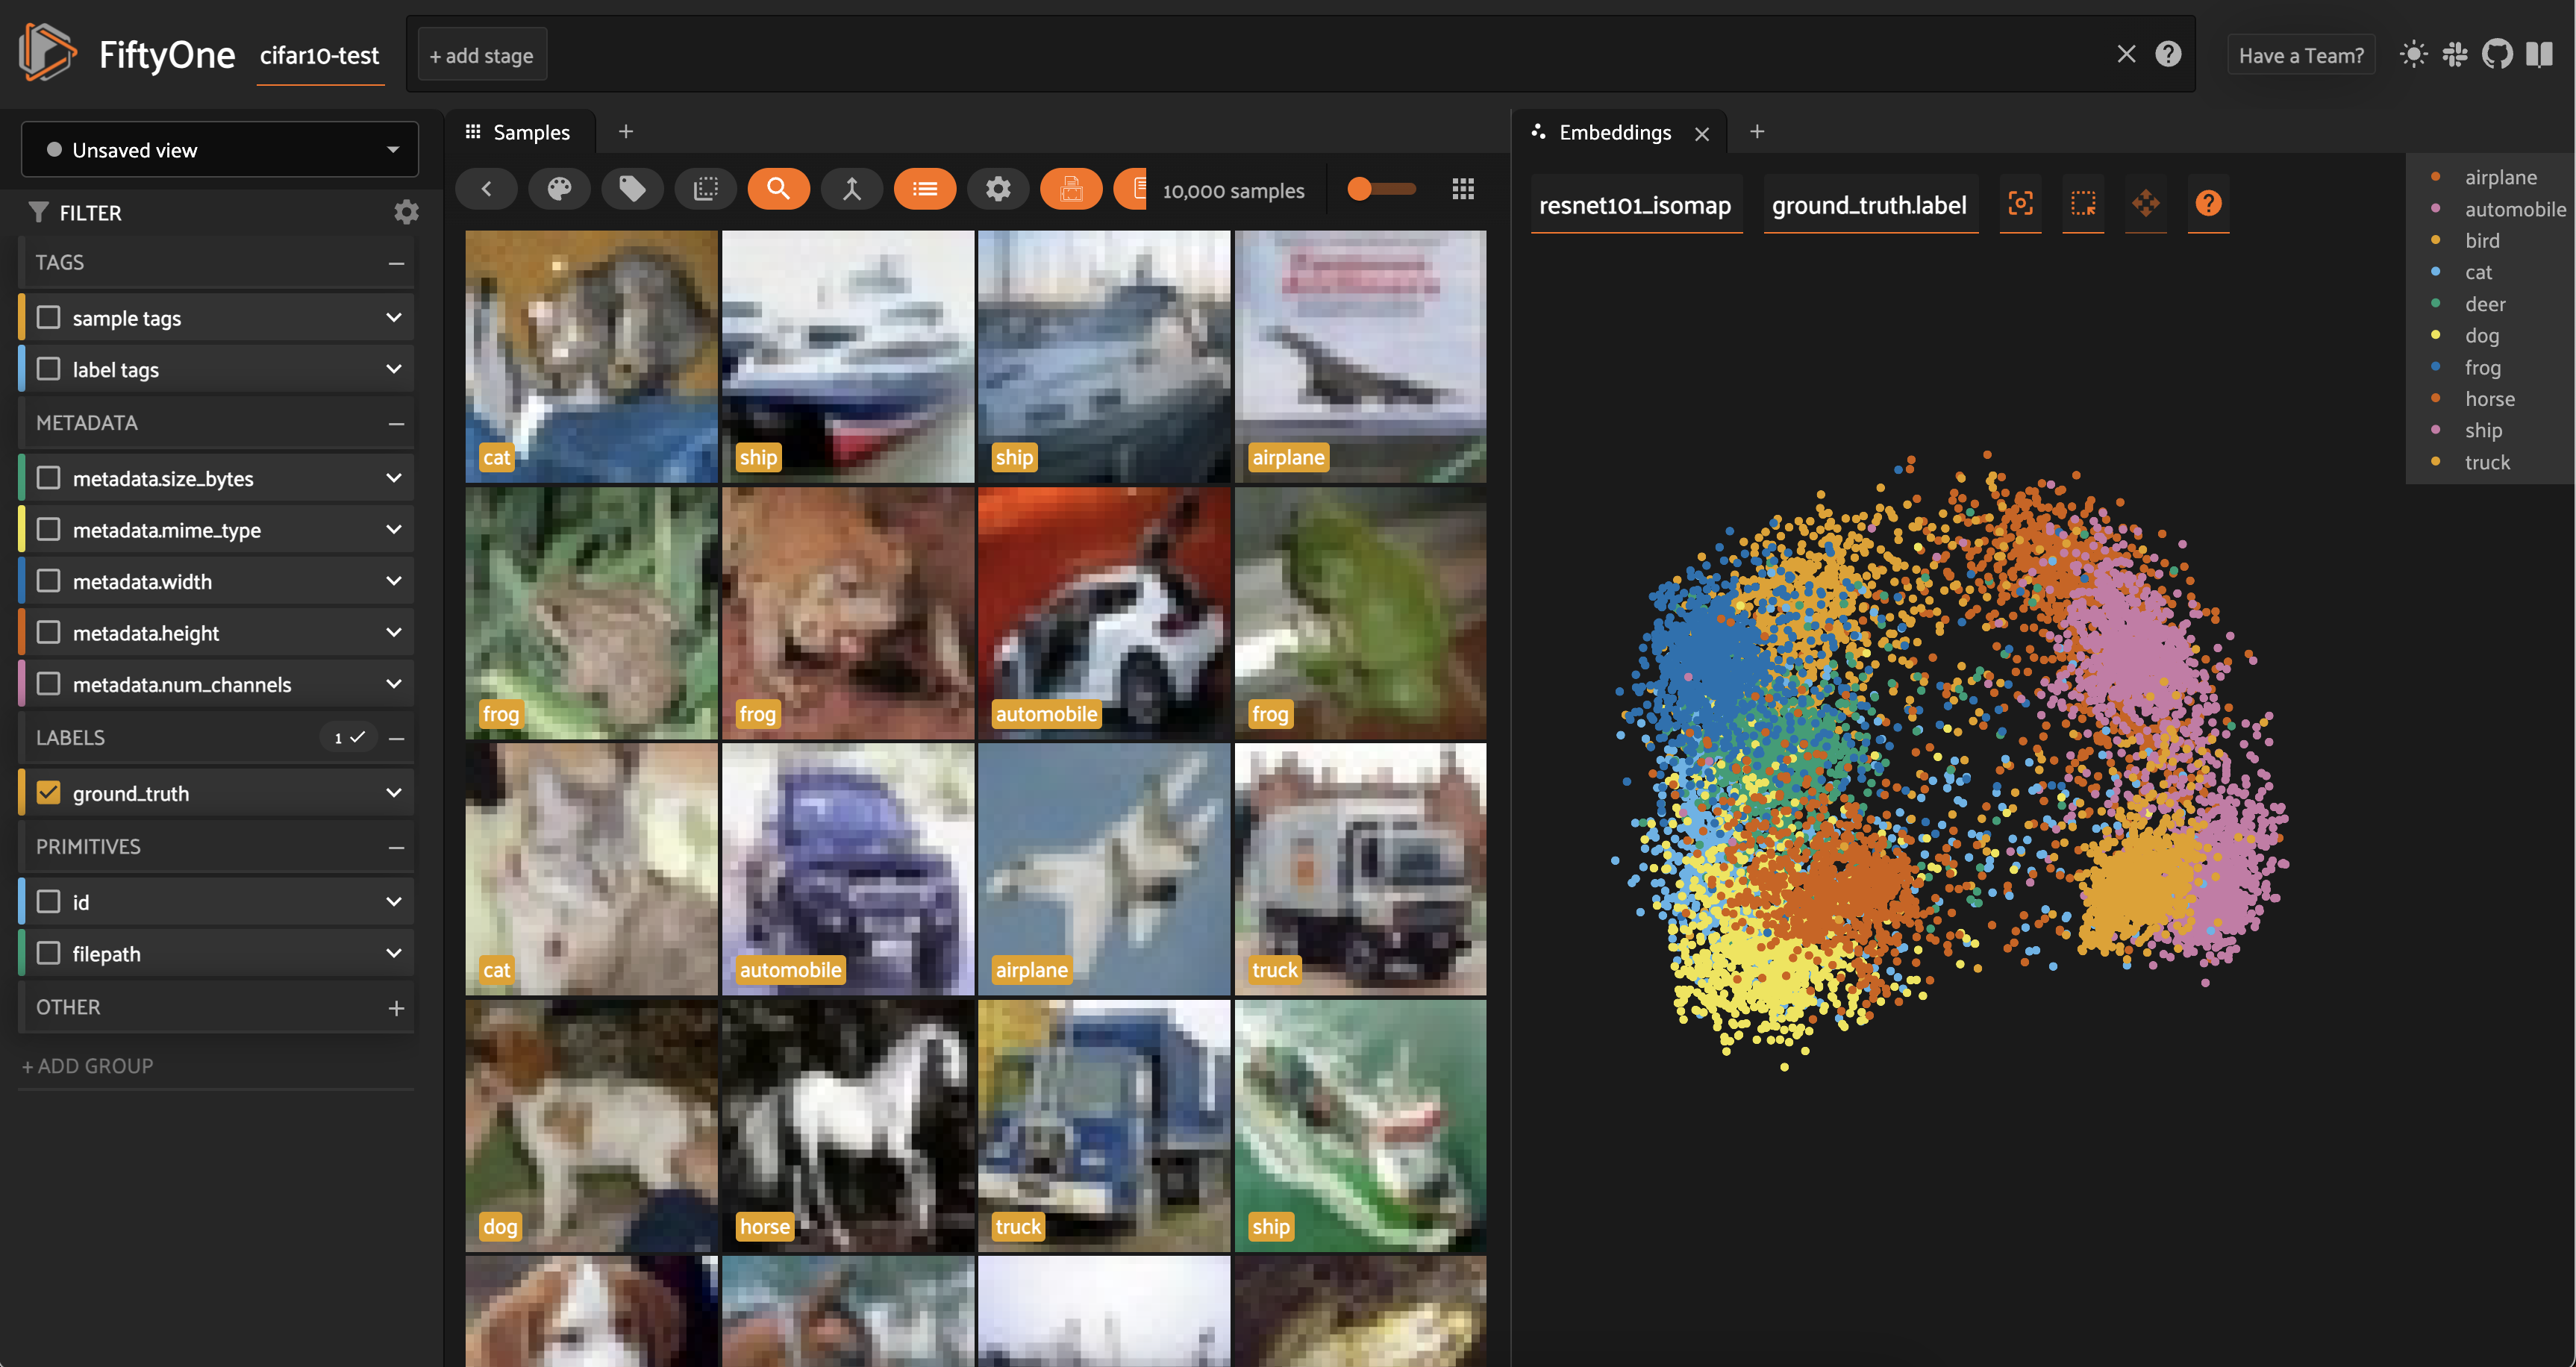 FiftyOne
cifar10-test
+ add stage
Have a Team?
Unsaved view
FILTER
TAGS
sample tags
label tags
METADATA
metadata.size_bytes
metadata.mime_type
metadata.width
metadata.height
metadata.num_channels
LABELS
1
ground_truth
PRIMITIVES
id
filepath
OTHER
+ ADD GROUP
Samples
10,000 samples
cat
ship
ship
airplane
frog
frog
automobile
frog
cat
automobile
airplane
truck
dog
horse
truck
ship
Embeddings
resnet101_isomap
ground_truth.label
airplane
automobile
bird
cat
deer
dog
frog
horse
ship
truck